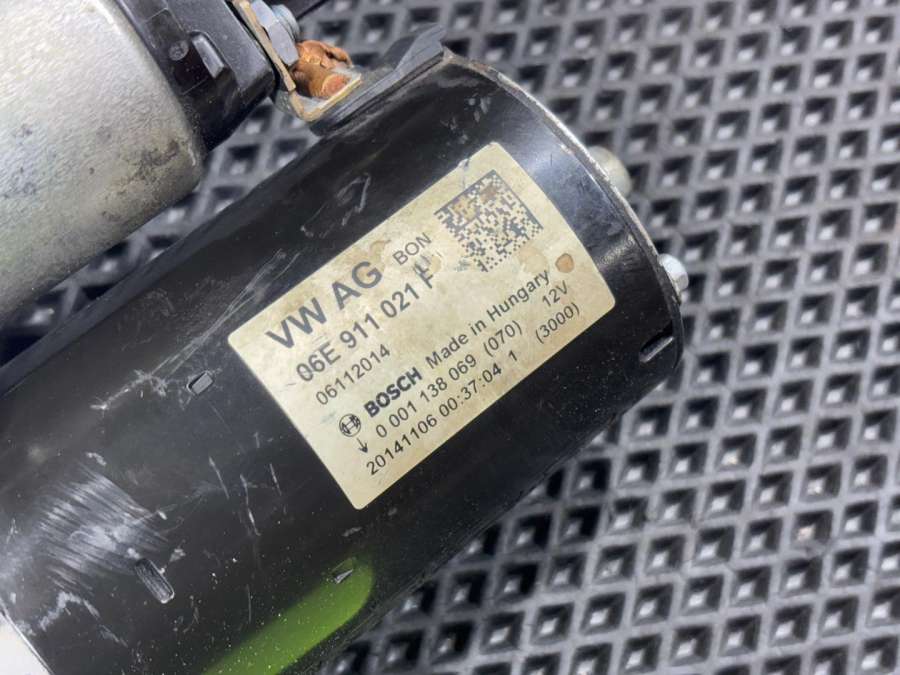 VW AG BON
06E 911 021 F
06112014
BOSCH Made in Hungary
0 001 138 069 (070) 12V
20141106 00:37:04 1 (3000)